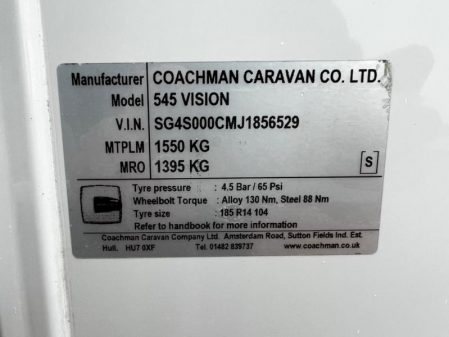 Manufacturer COACHMAN CARAVAN CO. LTD.
Model 545 VISION
V.I.N. SG4S000CMJ1856529
MTPLM 1550 KG
MRO 1395 KG
S
Tyre pressure : 4.5 Bar / 65 Psi
Wheelbolt Torque : Alloy 130 Nm, Steel 88 Nm
Tyre size : 185 R14 104
Refer to handbook for more information
Coachman Caravan Company Ltd. Amsterdam Road, Sutton Fields Ind. Est.
Hull. HU7 0XF Tel. 01482 839737 www.coachman.co.uk